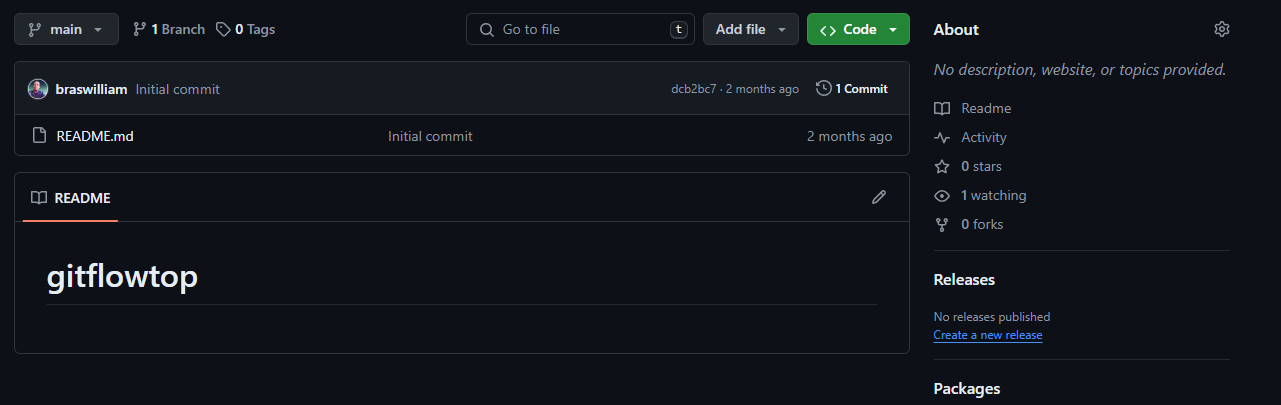 main
1 Branch
0 Tags
Go to file
t
Add file
Code
braswilliam Initial commit
dcb2bc7 · 2 months ago
1 Commit
README.md
Initial commit
2 months ago
README
gitflowtop
About
No description, website, or topics provided.
Readme
Activity
0 stars
1 watching
0 forks
Releases
No releases published
Create a new release
Packages